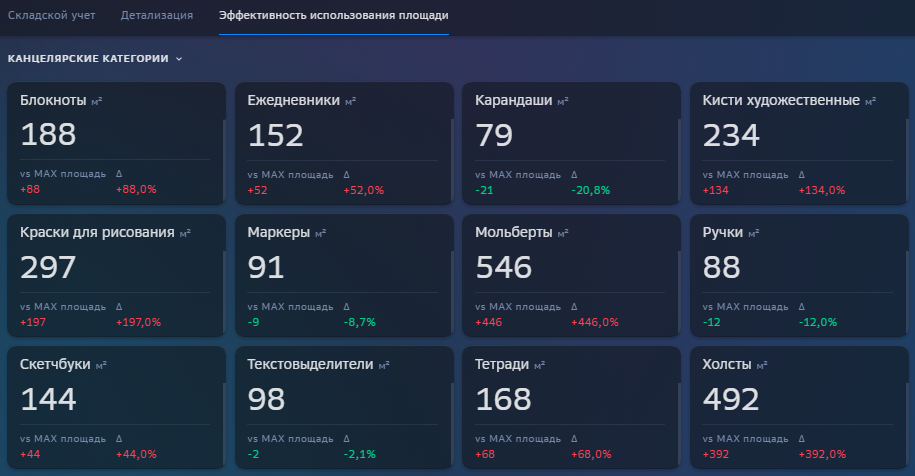 Складской учет Детализация Эффективность использования площади
КАНЦЕЛЯРСКИЕ КАТЕГОРИИ
Блокноты м² Ежедневники м² Карандаши м² Кисти художественные м²
188 152 79 234
vs MAX площадь Δ vs MAX площадь Δ vs MAX площадь Δ vs MAX площадь Δ
+88 +88,0% +52 +52,0% -21 -20,8% +134 +134,0%
Краски для рисования м² Маркеры м² Мольберты м² Ручки м²
297 91 546 88
vs MAX площадь Δ vs MAX площадь Δ vs MAX площадь Δ vs MAX площадь Δ
+197 +197,0% -9 -8,7% +446 +446,0% -12 -12,0%
Скетчбуки м² Текстовыделители м² Тетради м² Холсты м²
144 98 168 492
vs MAX площадь Δ vs MAX площадь Δ vs MAX площадь Δ vs MAX площадь Δ
+44 +44,0% -2 -2,1% +68 +68,0% +392 +392,0%